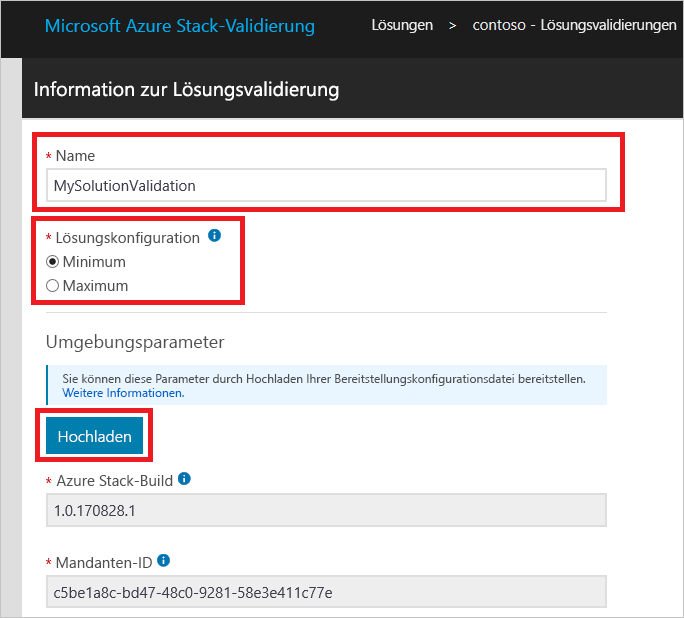 Microsoft Azure Stack-Validierung Lösungen > contoso - Lösungsvalidierungen
Information zur Lösungsvalidierung
* Name
MySolutionValidation
* Lösungskonfiguration
Minimum
Maximum
Umgebungsparameter
Sie können diese Parameter durch Hochladen Ihrer Bereitstellungskonfigurationsdatei bereitstellen.
Weitere Informationen.
Hochladen
* Azure Stack-Build
1.0.170828.1
* Mandanten-ID
c5be1a8c-bd47-48c0-9281-58e3e411c77e